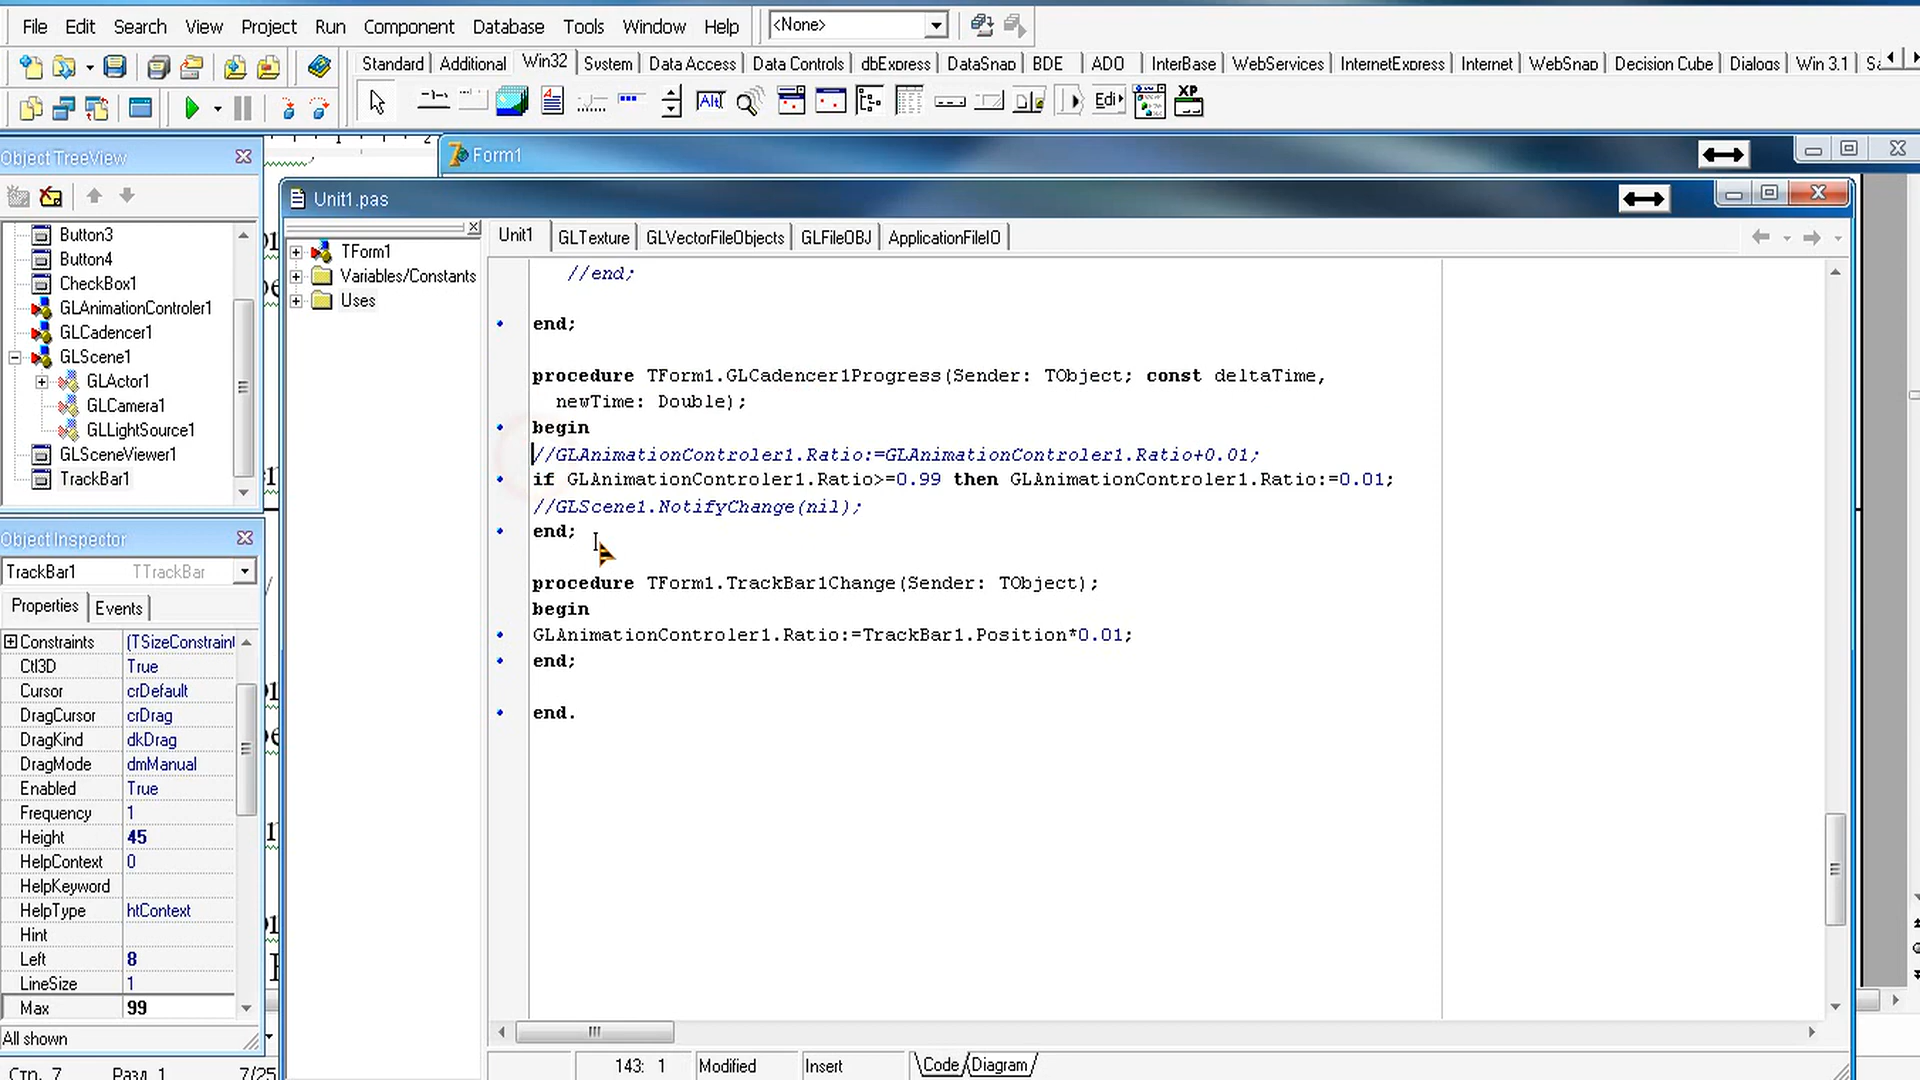 File Edit Search View Project Run Component Database Tools Window Help <None>
Standard Additional Win32 System Data Access Data Controls dbExpress DataSnap BDE ADO InterBase WebServices InternetExpress Internet WebSnap Decision Cube Dialogs Win 3.1
Object TreeView
Form1
Unit1.pas
Button3
Button4
CheckBox1
GLAnimationControler1
GLCadencer1
GLScene1
GLActor1
GLCamera1
GLLightSource1
GLSceneViewer1
TrackBar1
TForm1
Variables/Constants
Uses
Unit1 GLTexture GLVectorFileObjects GLFileOBJ ApplicationFileIO
//end;
end;
procedure TForm1.GLCadencer1Progress(Sender: TObject; const deltaTime,
newTime: Double);
begin
//GLAnimationControler1.Ratio:=GLAnimationControler1.Ratio+0.01;
if GLAnimationControler1.Ratio>=0.99 then GLAnimationControler1.Ratio:=0.01;
//GLScene1.NotifyChange(nil);
end;
procedure TForm1.TrackBar1Change(Sender: TObject);
begin
GLAnimationControler1.Ratio:=TrackBar1.Position*0.01;
end;
end.
Object Inspector
TrackBar1 TTrackBar
Properties Events
Constraints (TSizeConstraint
Ctl3D True
Cursor crDefault
DragCursor crDrag
DragKind dkDrag
DragMode dmManual
Enabled True
Frequency 1
Height 45
HelpContext 0
HelpKeyword
HelpType htContext
Hint
Left 8
LineSize 1
Max 99
All shown
143: 1 Modified Insert Code Diagram
Стр. 7 Разд 1 7/25